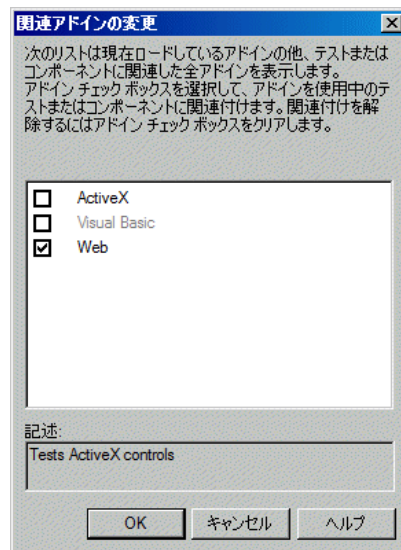 関連アドインの変更
次のリストは現在ロードしているアドインの他、テストまたは
コンポーネントに関連した全アドインを表示します。
アドイン チェック ボックスを選択して、アドインを使用中のテ
ストまたはコンポーネントに関連付けます。関連付けを解
除するにはアドイン チェック ボックスをクリアします。
ActiveX
Visual Basic
Web
記述:
Tests ActiveX controls
OK キャンセル ヘルプ